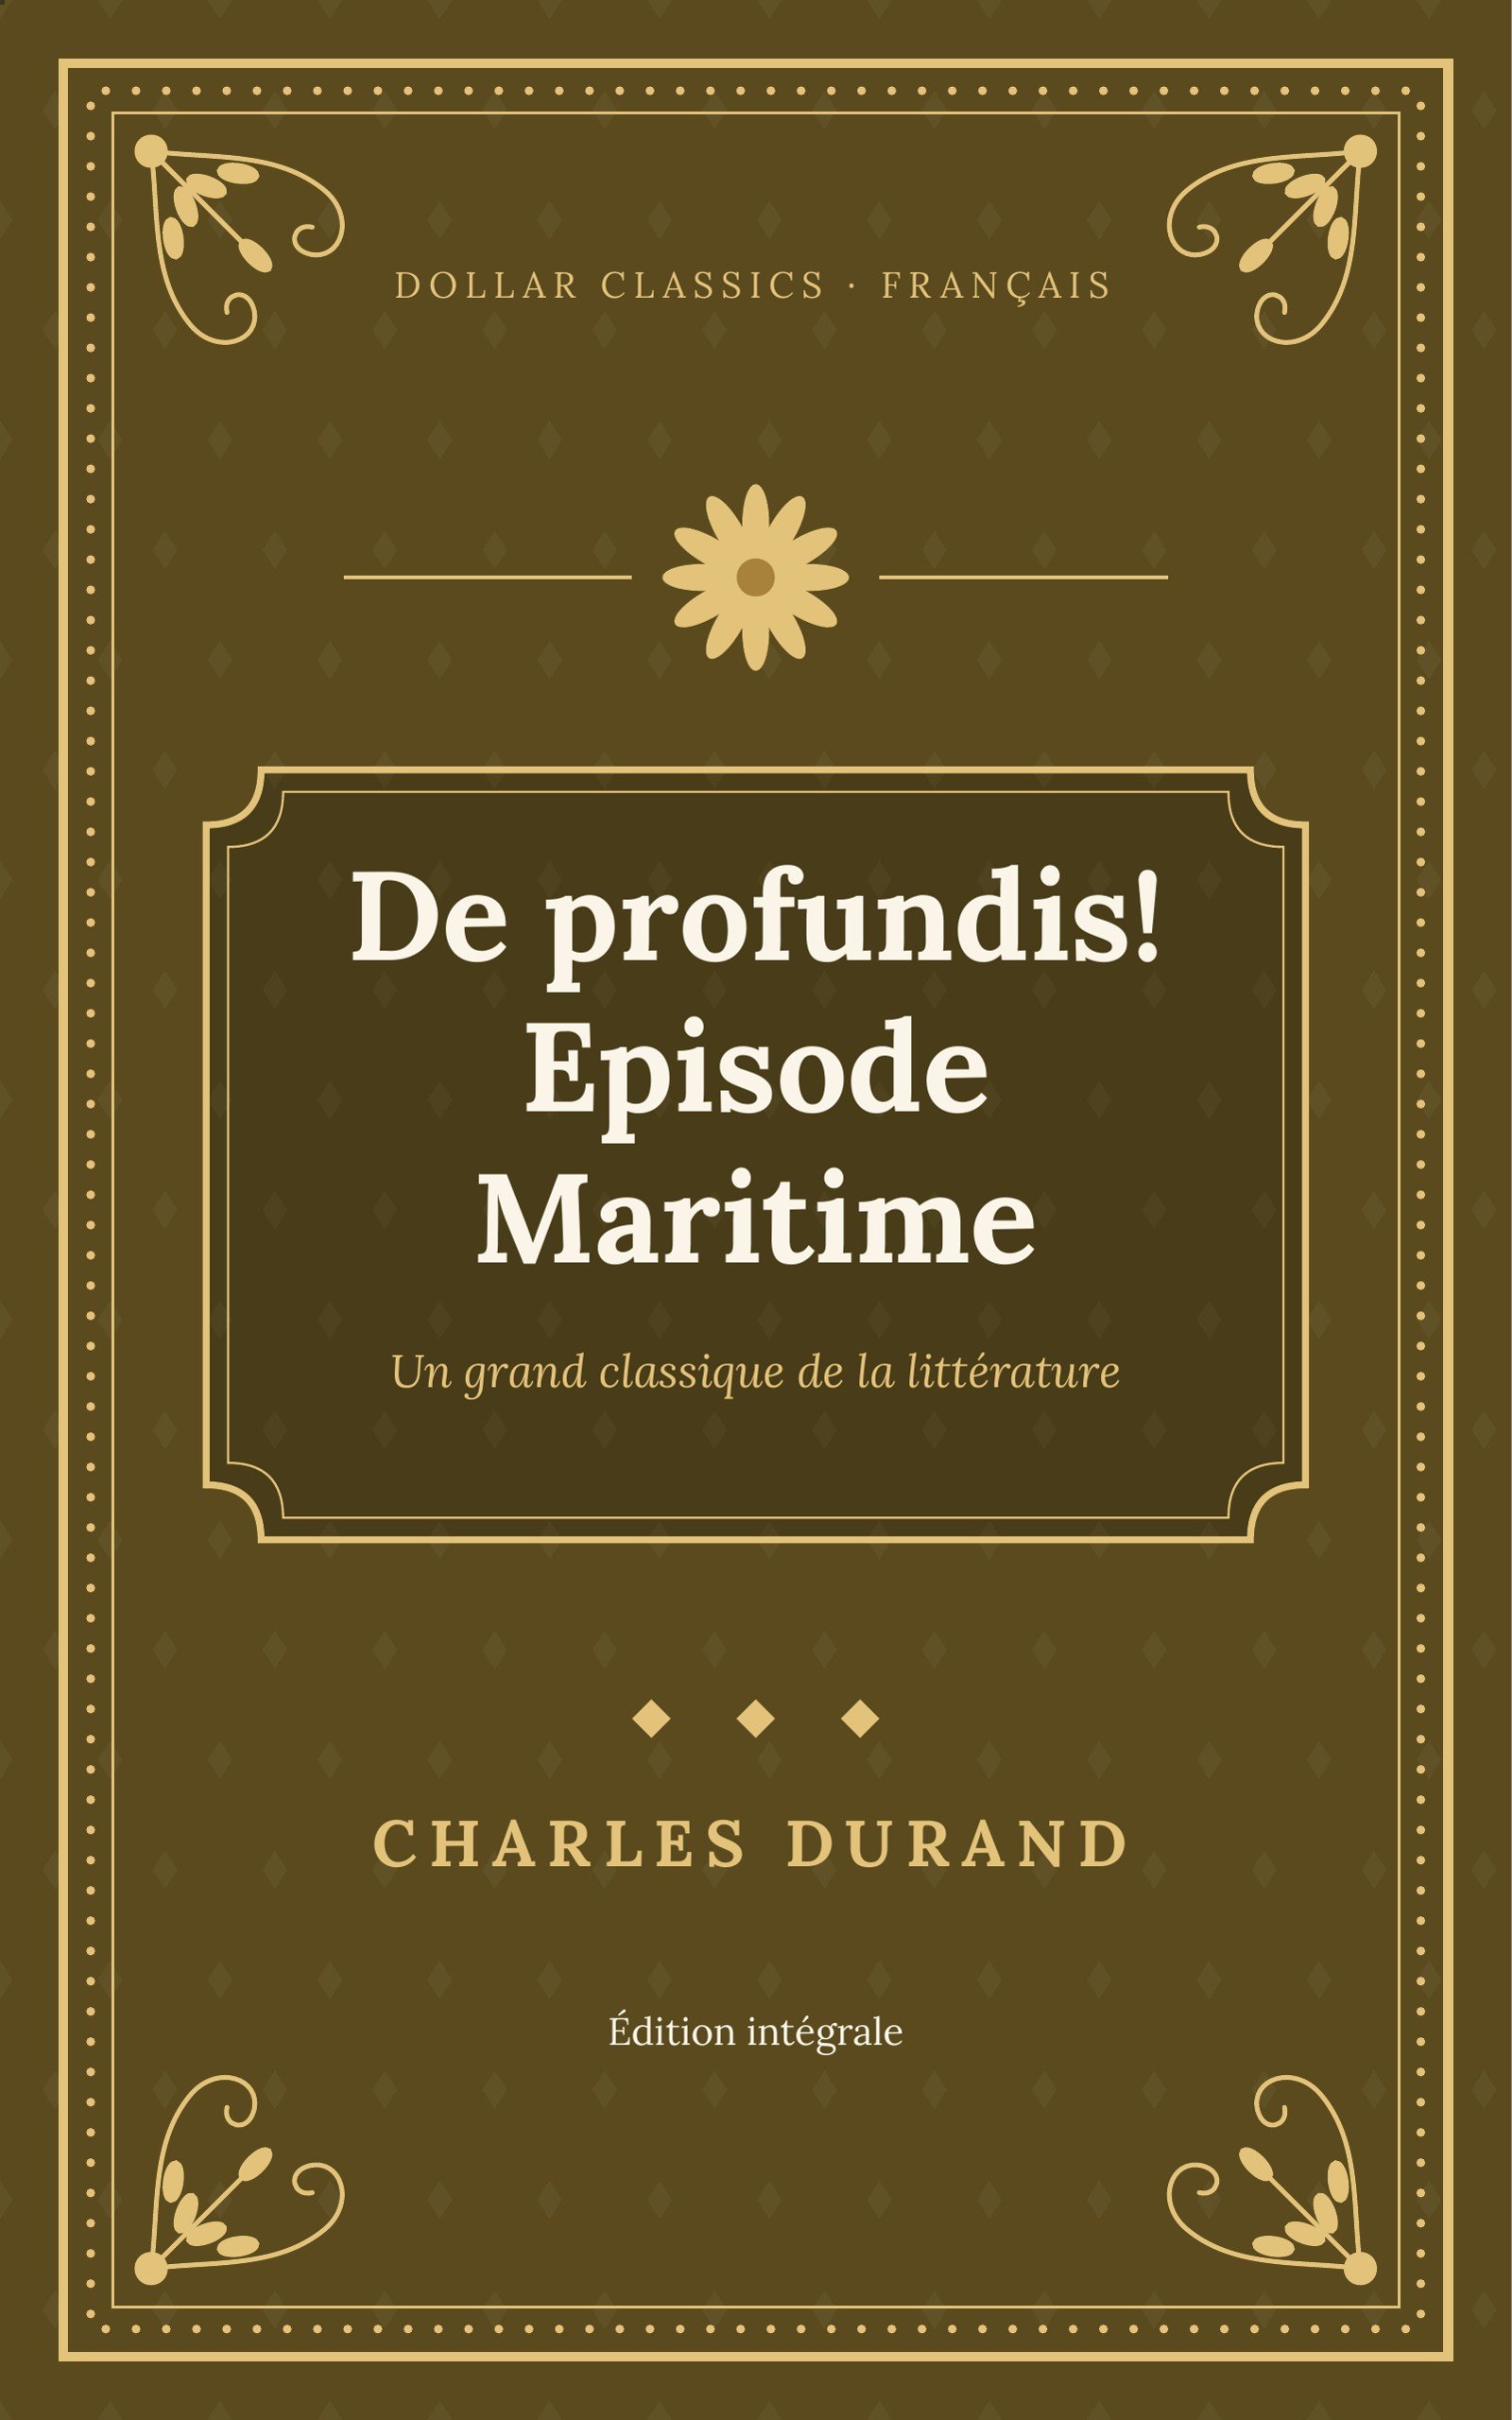 DOLLAR CLASSICS · FRANÇAIS
De profundis!
Episode
Maritime
Un grand classique de la littérature
CHARLES DURAND
Édition intégrale